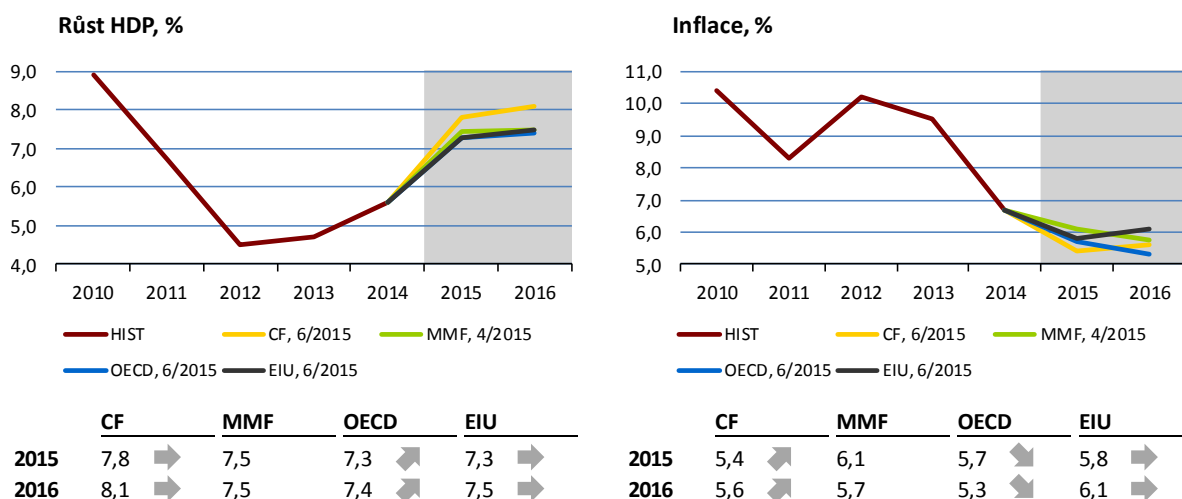 Růst HDP, %
9,0
8,0
7,0
6,0
5,0
4,0
2010 2011 2012 2013 2014 2015 2016
HIST CF, 6/2015 MMF, 4/2015
OECD, 6/2015 EIU, 6/2015
CF MMF OECD EIU
2015 7,8 7,5 7,3 7,3
2016 8,1 7,5 7,4 7,5
Inflace, %
11,0
10,0
9,0
8,0
7,0
6,0
5,0
2010 2011 2012 2013 2014 2015 2016
HIST CF, 6/2015 MMF, 4/2015
OECD, 6/2015 EIU, 6/2015
CF MMF OECD EIU
2015 5,4 6,1 5,7 5,8
2016 5,6 5,7 5,3 6,1